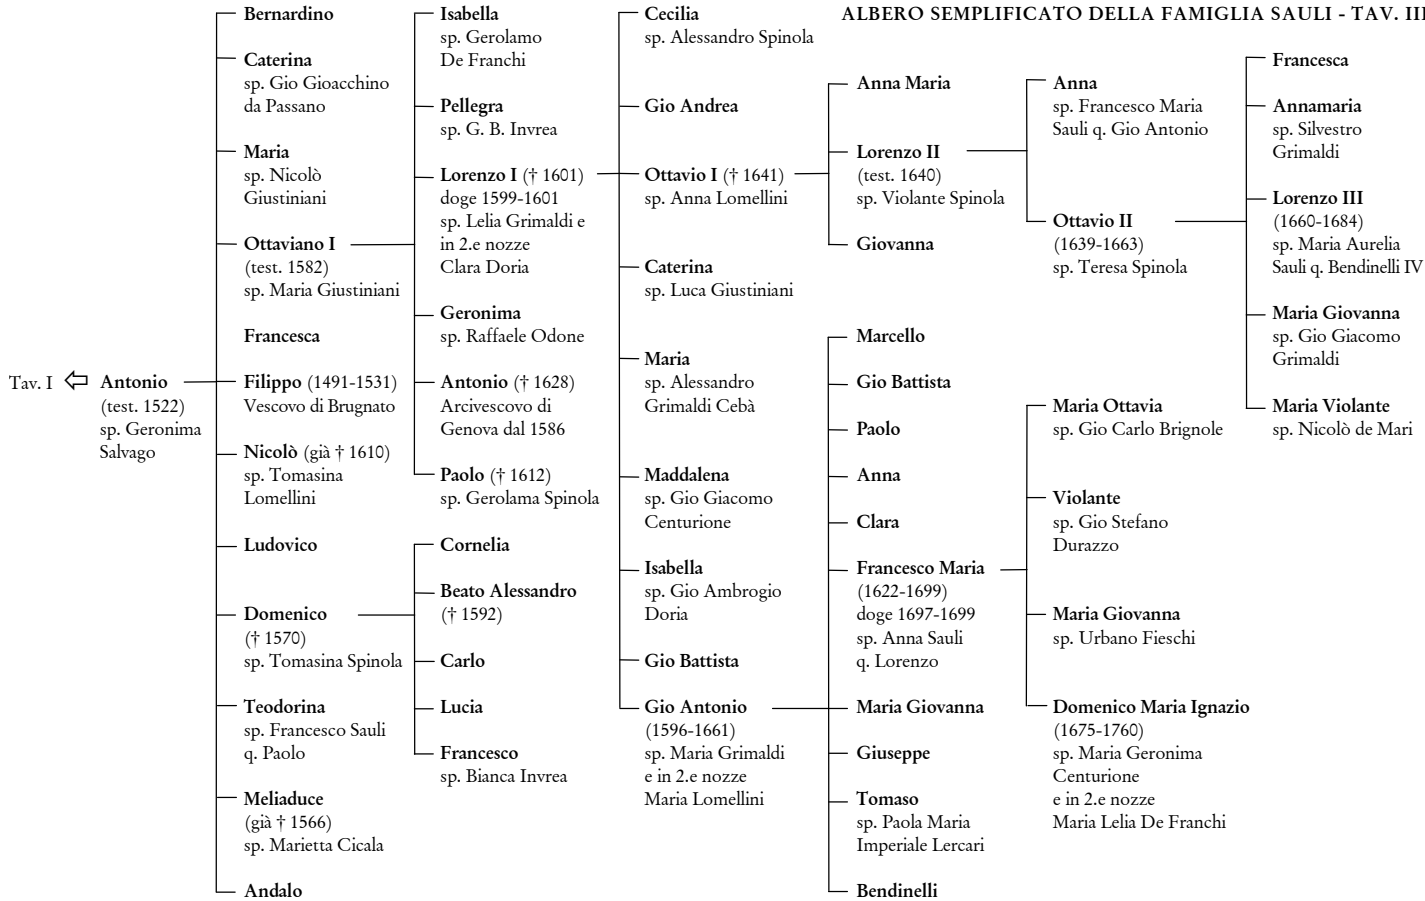 ALBERO SEMPLIFICATO DELLA FAMIGLIA SAULI - TAV. III
Tav. I
Antonio
(test. 1522)
sp. Geronima
Salvago
Bernardino
Caterina
sp. Gio Gioacchino
da Passano
Maria
sp. Nicolò
Giustiniani
Ottaviano I
(test. 1582)
sp. Maria Giustiniani
Francesca
Filippo (1491-1531)
Vescovo di Brugnato
Nicolò (già † 1610)
sp. Tomasina
Lomellini
Ludovico
Domenico
(† 1570)
sp. Tomasina Spinola
Teodorina
sp. Francesco Sauli
q. Paolo
Meliaduce
(già † 1566)
sp. Marietta Cicala
Andalo
Isabella
sp. Gerolamo
De Franchi
Pellegra
sp. G. B. Invrea
Lorenzo I († 1601)
doge 1599-1601
sp. Lelia Grimaldi e
in 2.e nozze
Clara Doria
Geronima
sp. Raffaele Odone
Antonio († 1628)
Arcivescovo di
Genova dal 1586
Paolo († 1612)
sp. Gerolama Spinola
Cornelia
Beato Alessandro
(† 1592)
Carlo
Lucia
Francesco
sp. Bianca Invrea
Cecilia
sp. Alessandro Spinola
Gio Andrea
Ottavio I († 1641)
sp. Anna Lomellini
Caterina
sp. Luca Giustiniani
Maria
sp. Alessandro
Grimaldi Cebà
Maddalena
sp. Gio Giacomo
Centurione
Isabella
sp. Gio Ambrogio
Doria
Gio Battista
Gio Antonio
(1596-1661)
sp. Maria Grimaldi
e in 2.e nozze
Maria Lomellini
Anna Maria
Lorenzo II
(test. 1640)
sp. Violante Spinola
Giovanna
Marcello
Gio Battista
Paolo
Anna
Clara
Francesco Maria
(1622-1699)
doge 1697-1699
sp. Anna Sauli
q. Lorenzo
Maria Giovanna
Giuseppe
Tomaso
sp. Paola Maria
Imperiale Lercari
Bendinelli
Anna
sp. Francesco Maria
Sauli q. Gio Antonio
Ottavio II
(1639-1663)
sp. Teresa Spinola
Maria Ottavia
sp. Gio Carlo Brignole
Violante
sp. Gio Stefano
Durazzo
Maria Giovanna
sp. Urbano Fieschi
Domenico Maria Ignazio
(1675-1760)
sp. Maria Geronima
Centurione
e in 2.e nozze
Maria Lelia De Franchi
Francesca
Annamaria
sp. Silvestro
Grimaldi
Lorenzo III
(1660-1684)
sp. Maria Aurelia
Sauli q. Bendinelli IV
Maria Giovanna
sp. Gio Giacomo
Grimaldi
Maria Violante
sp. Nicolò de Mari